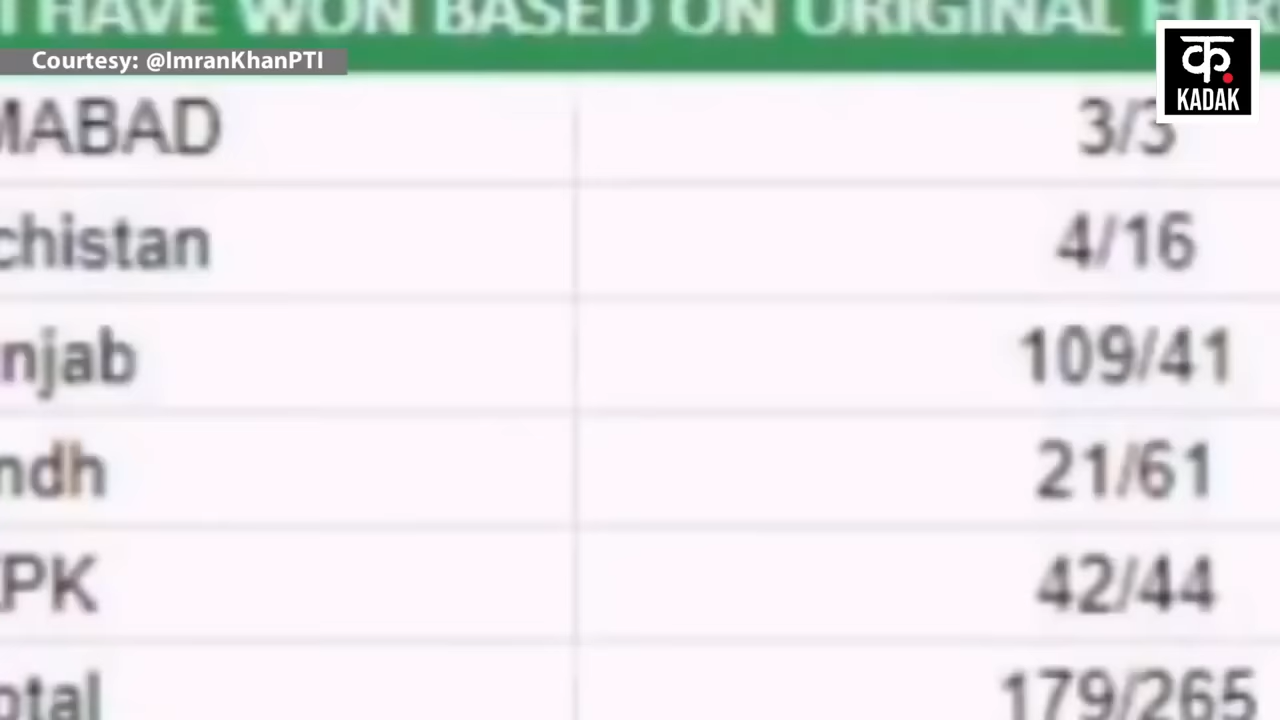 I HAVE WON BASED ON ORIGINAL FOR
Courtesy: @ImranKhanPTI
क.
KADAK
MABAD 3/3
chistan 4/16
njab 109/41
ndh 21/61
PK 42/44
otal 179/265